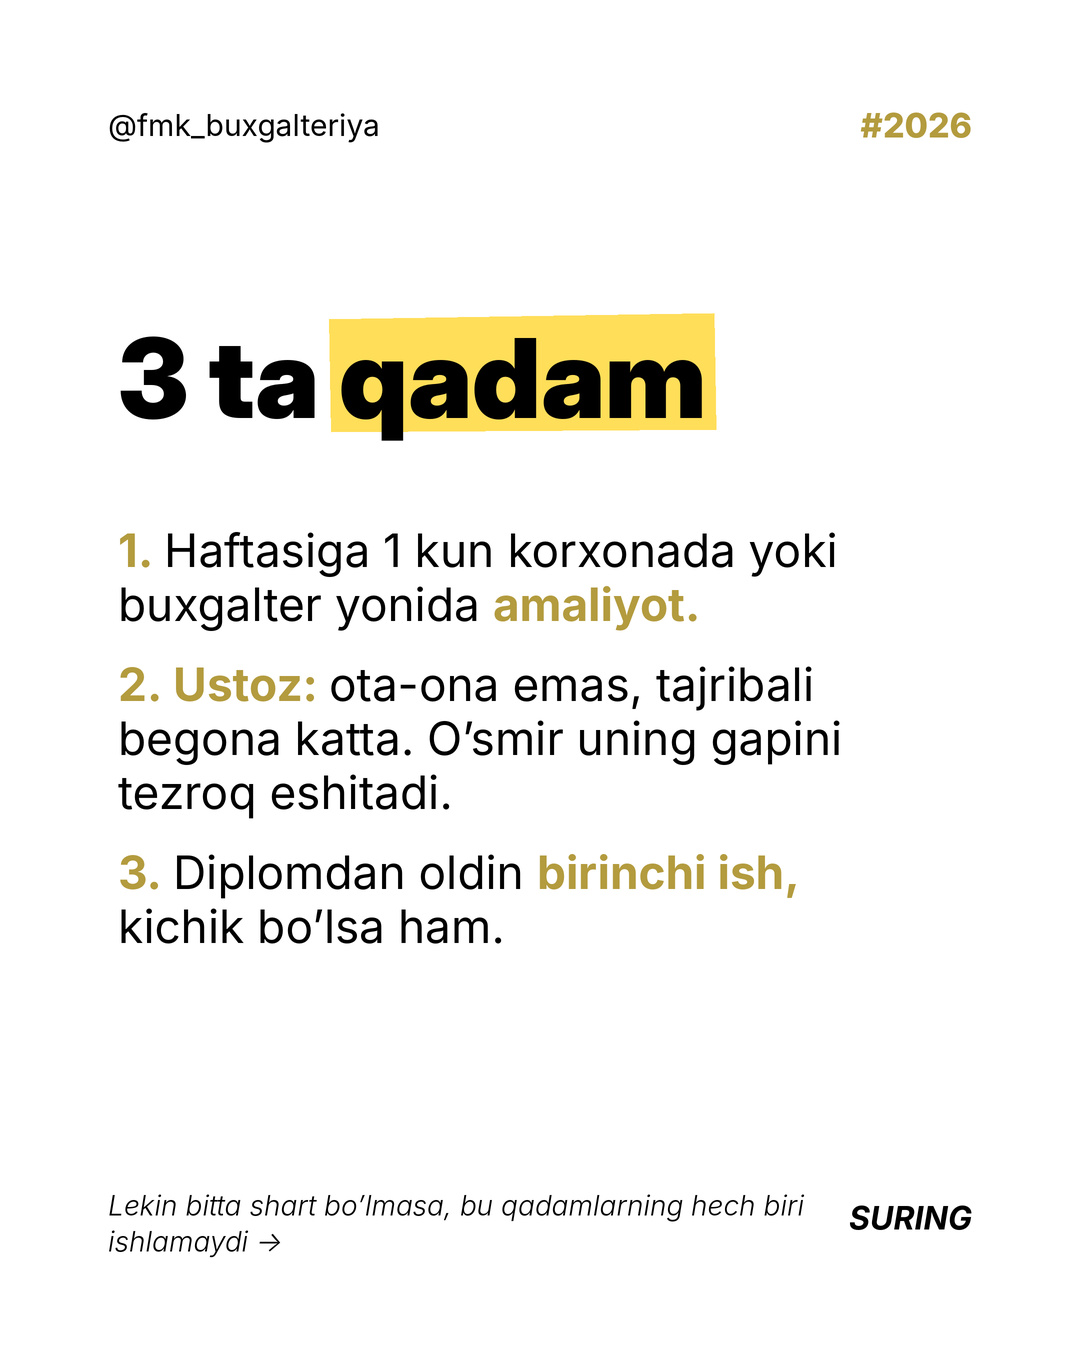 @fmk_buxgalteriya
#2026
3 ta qadam
1. Haftasiga 1 kun korxonada yoki
buxgalter yonida amaliyot.
2. Ustoz: ota-ona emas, tajribali
begona katta. O’smir uning gapini
tezroq eshitadi.
3. Diplomdan oldin birinchi ish,
kichik bo’lsa ham.
Lekin bitta shart bo’lmasa, bu qadamlarning hech biri
ishlamaydi →
SURING